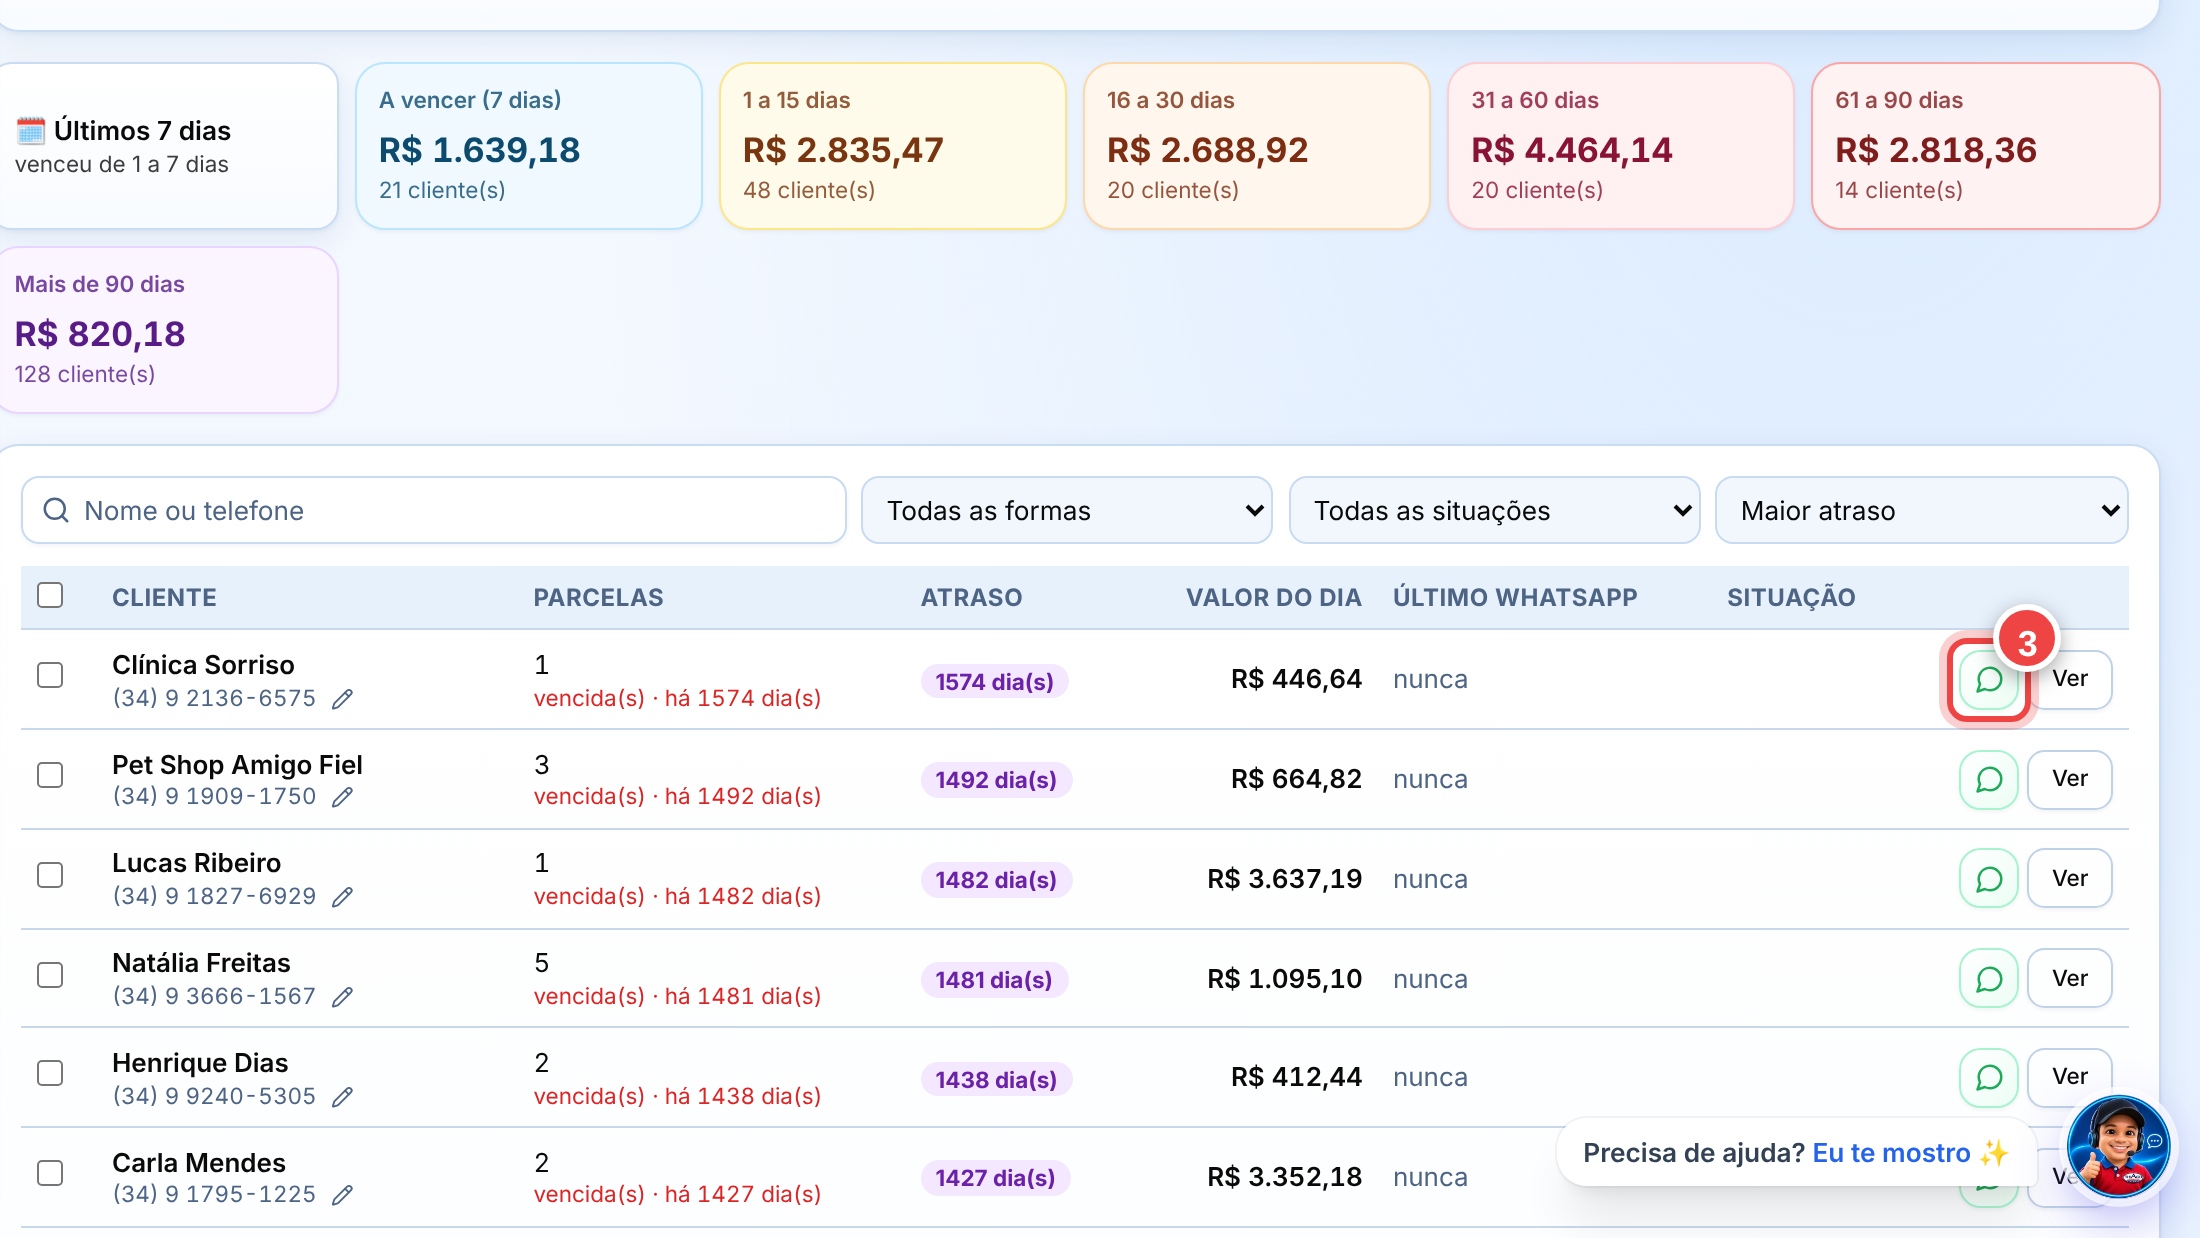 Últimos 7 dias
venceu de 1 a 7 dias
A vencer (7 dias)
R$ 1.639,18
21 cliente(s)
1 a 15 dias
R$ 2.835,47
48 cliente(s)
16 a 30 dias
R$ 2.688,92
20 cliente(s)
31 a 60 dias
R$ 4.464,14
20 cliente(s)
61 a 90 dias
R$ 2.818,36
14 cliente(s)
Mais de 90 dias
R$ 820,18
128 cliente(s)
Nome ou telefone
Todas as formas
Todas as situações
Maior atraso
CLIENTE PARCELAS ATRASO VALOR DO DIA ÚLTIMO WHATSAPP SITUAÇÃO
3
Clínica Sorriso 1
(34) 9 2136-6575 vencida(s) · há 1574 dia(s) 1574 dia(s) R$ 446,64 nunca Ver
Pet Shop Amigo Fiel 3
(34) 9 1909-1750 vencida(s) · há 1492 dia(s) 1492 dia(s) R$ 664,82 nunca Ver
Lucas Ribeiro 1
(34) 9 1827-6929 vencida(s) · há 1482 dia(s) 1482 dia(s) R$ 3.637,19 nunca Ver
Natália Freitas 5
(34) 9 3666-1567 vencida(s) · há 1481 dia(s) 1481 dia(s) R$ 1.095,10 nunca Ver
Henrique Dias 2
(34) 9 9240-5305 vencida(s) · há 1438 dia(s) 1438 dia(s) R$ 412,44 nunca Ver
Carla Mendes 2
(34) 9 1795-1225 vencida(s) · há 1427 dia(s) 1427 dia(s) R$ 3.352,18 nunca
Precisa de ajuda? Eu te mostro ✨